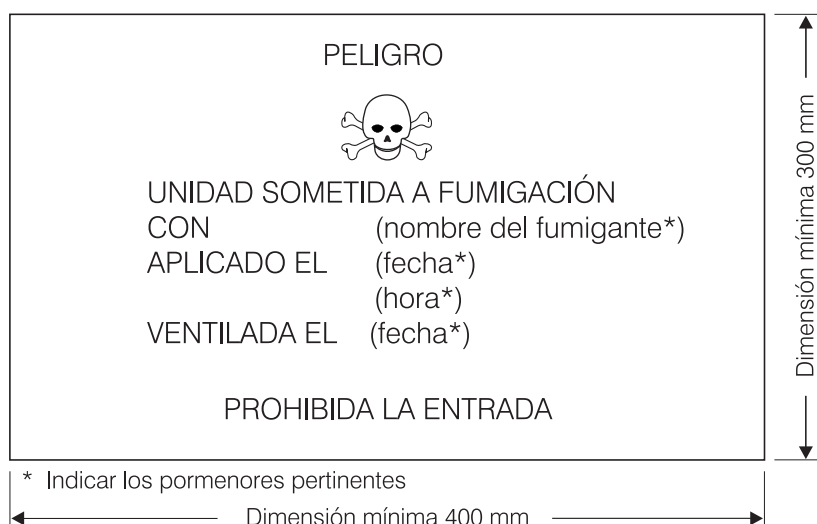 PELIGRO
UNIDAD SOMETIDA A FUMIGACIÓN
CON (nombre del fumigante*)
APLICADO EL (fecha*)
(hora*)
VENTILADA EL (fecha*)
PROHIBIDA LA ENTRADA
* Indicar los pormenores pertinentes
Dimensión mínima 400 mm
Dimensión mínima 300 mm